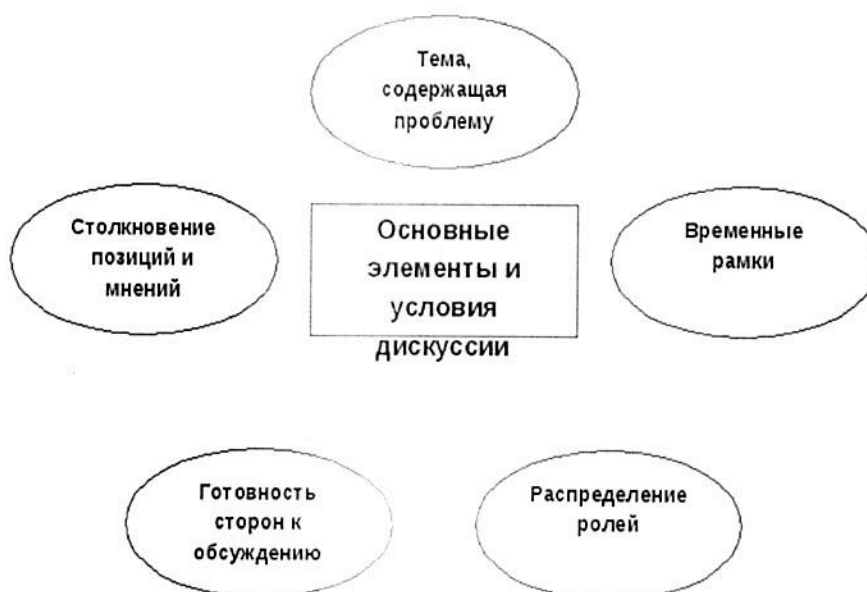 Тема,
содержащая
проблему
Столкновение
позиций и
мнений
Основные
элементы и
условия
дискуссии
Временные
рамки
Готовность
сторон к
обсуждению
Распределение
ролей